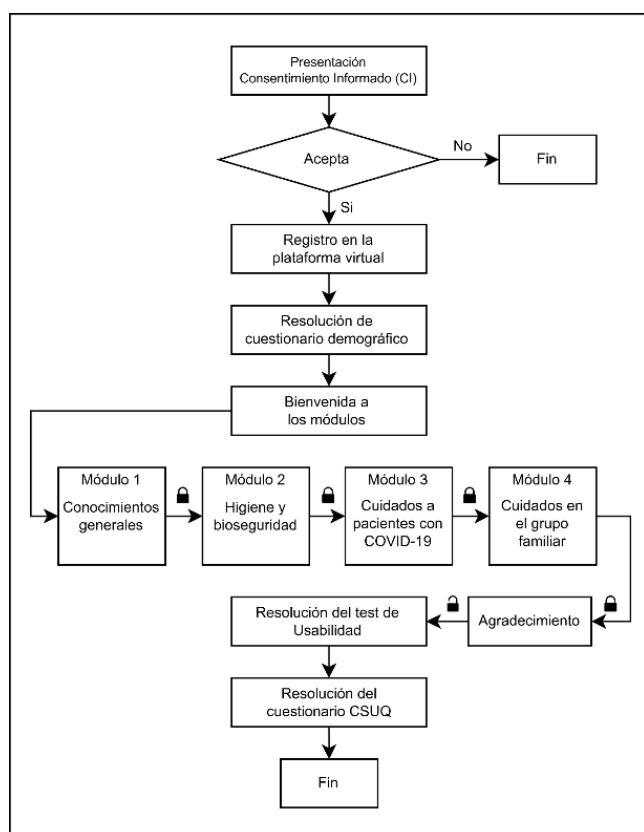 Presentación
Consentimiento Informado (CI)
Acepta
No
Fin
Si
Registro en la
plataforma virtual
Resolución de
cuestionario demográfico
Bienvenida a
los módulos
Módulo 1
Conocimientos
generales
Módulo 2
Higiene y
bioseguridad
Módulo 3
Cuidados a
pacientes con
COVID-19
Módulo 4
Cuidados en
el grupo
familiar
Agradecimiento
Resolución del test de
Usabilidad
Resolución del
cuestionario CSUQ
Fin